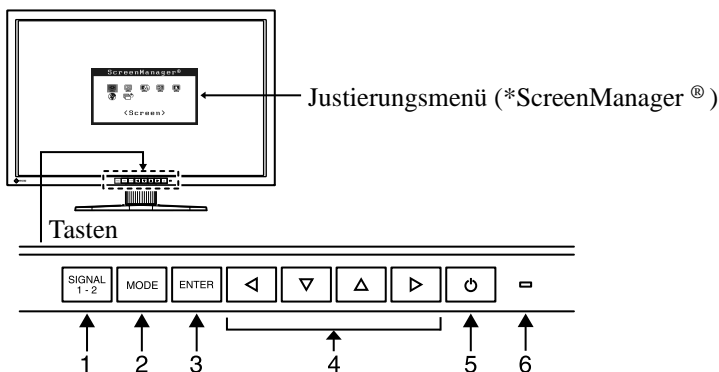 ScreenManager®
<Screen>
Justierungsmenü (*ScreenManager ® )
Tasten
SIGNAL
1 - 2
MODE
ENTER
1
2
3
4
5
6